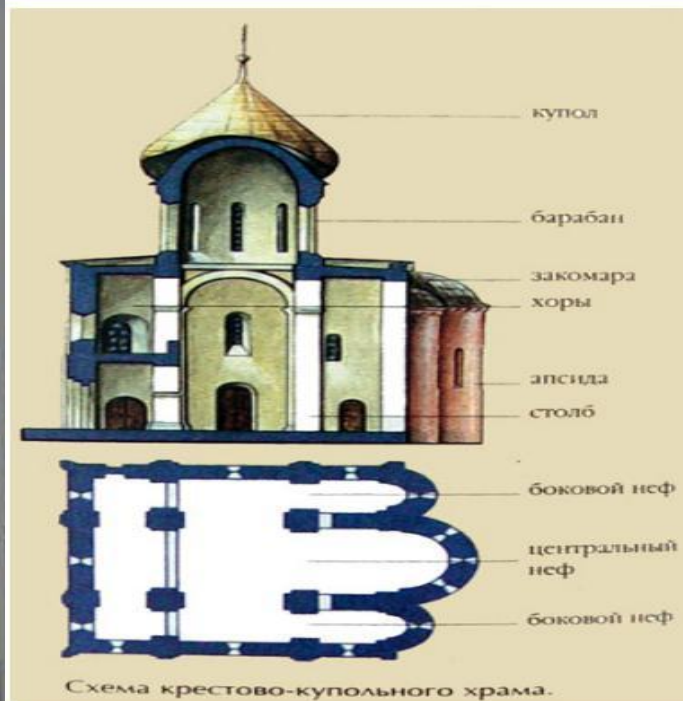 купол
барабан
закомара
хоры
апсида
столб
боковой неф
центральный
неф
боковой неф
Схема крестово-купольного храма.